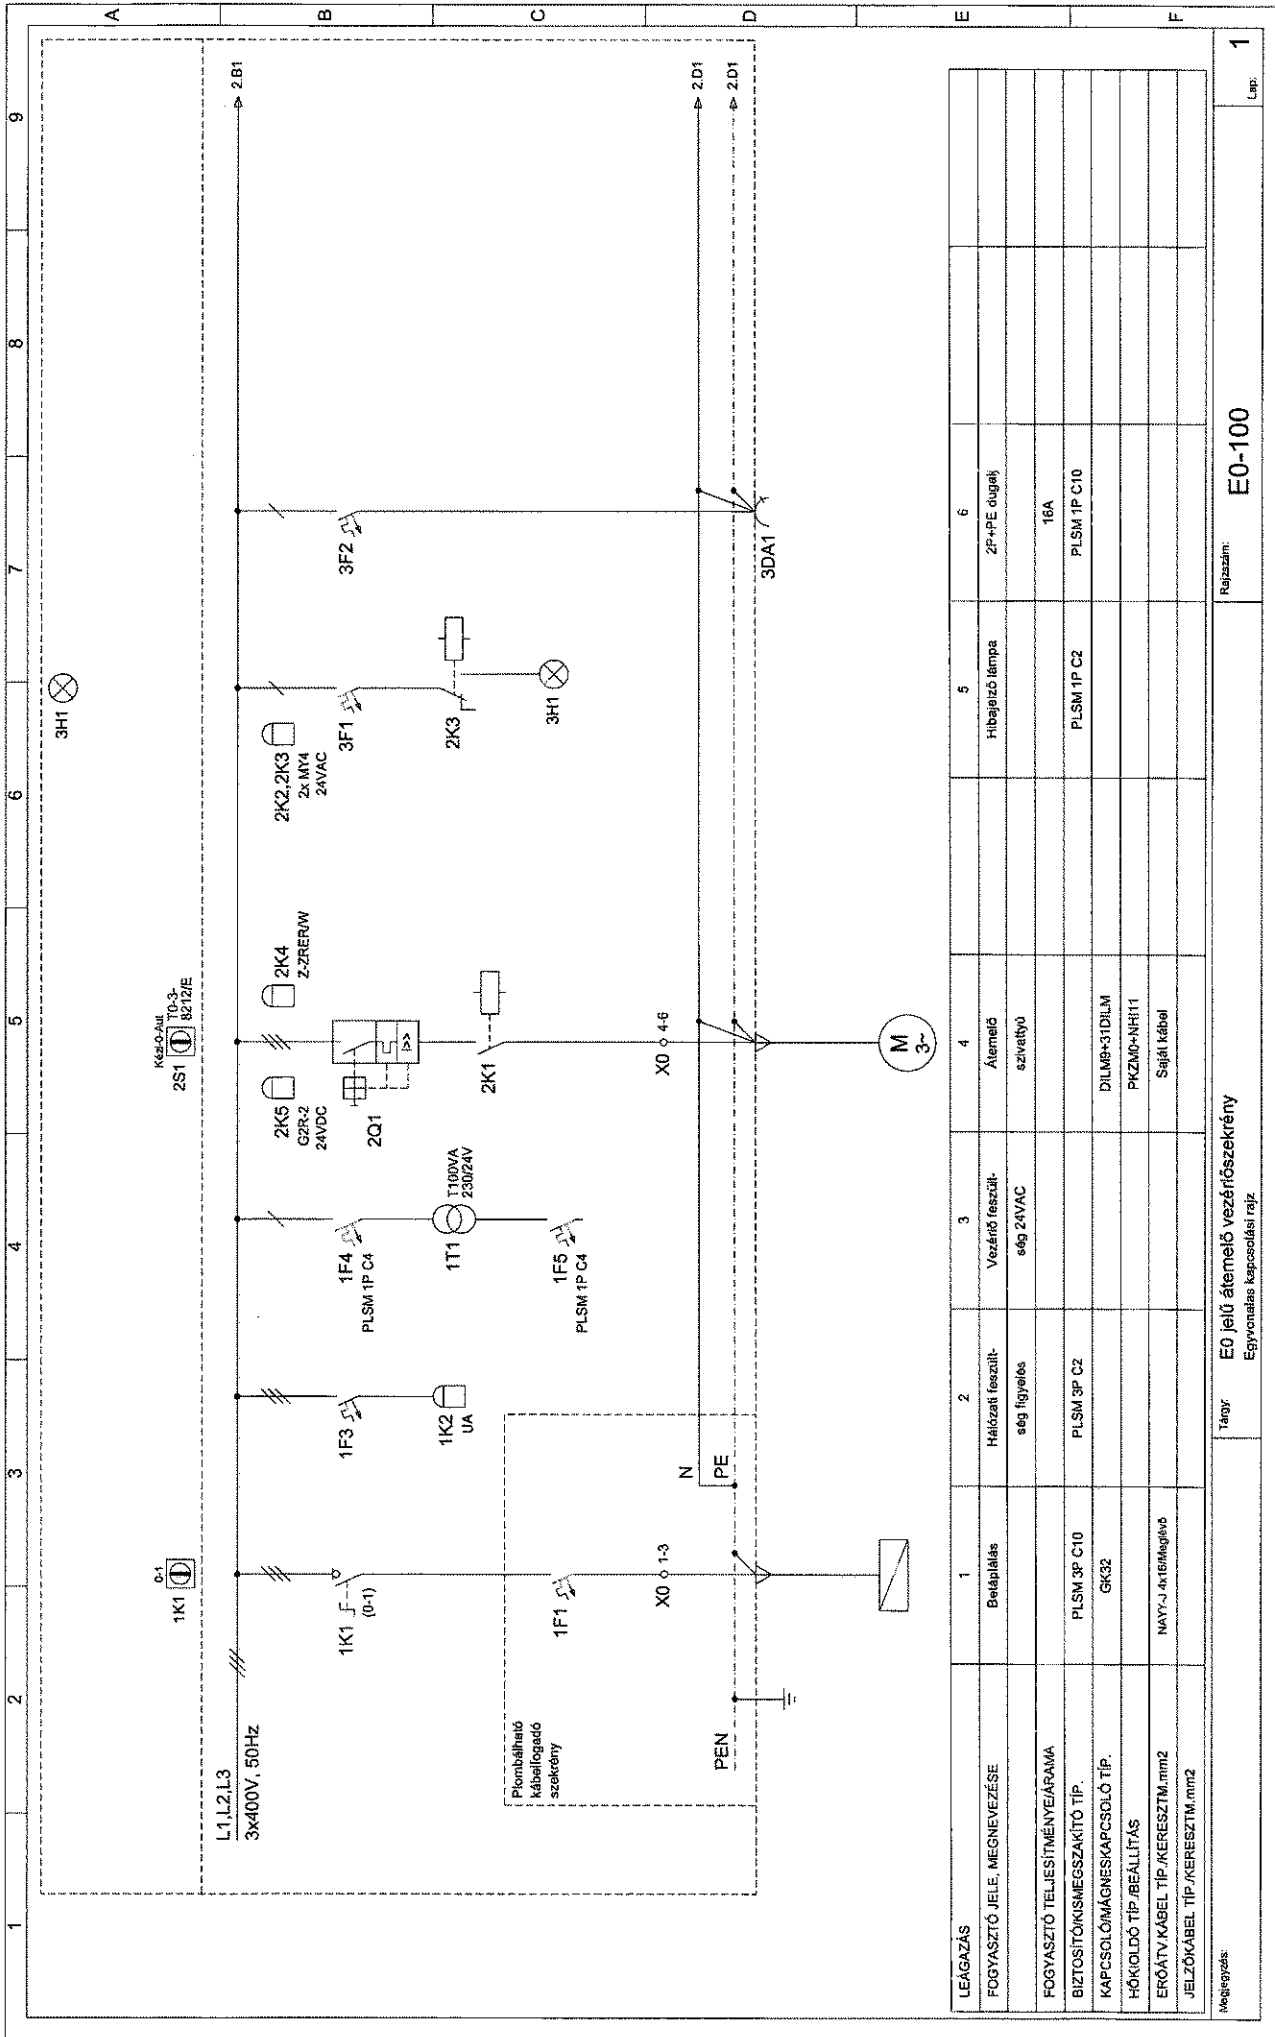 1 2 3 4 5 6 7 8 9
A
B
C
D
E
F
3H1
0-1
1K1
Kézi-0-Aut
2S1
T0-3-
8212/E
L1,L2,L3
3x400V, 50Hz
2.B1
1K1
(0-1)
1F3
1K2
UA
1F4
PLSM 1P C4
1T1
T100VA
230/24V
1F5
PLSM 1P C4
2K5
G2R-2
24VDC
2K4
Z-ZRER/W
2Q1
I>>
2K1
2K2,2K3
2x MY4
24VAC
3F1
2K3
3H1
3F2
Plombálható
kábelfogadó
szekrény
1F1
X0 1-3
X0 4-6
N
PE
PEN
2.D1
2.D1
3DA1
M
3~
LEÁGAZÁS 1 2 3 4 5 6
FOGYASZTÓ JELE, MEGNEVEZÉSE Betáplálás Hálózati feszült- Vezérlő feszült- Átemelő Hibajelző lámpa 2P+PE dugalj
ség figyelés ség 24VAC szivattyú
FOGYASZTÓ TELJESÍTMÉNYE/ÁRAMA 16A
BIZTOSÍTÓ/KISMEGSZAKÍTÓ TÍP. PLSM 3P C10 PLSM 3P C2 PLSM 1P C2 PLSM 1P C10
KAPCSOLÓ/MÁGNESKAPCSOLÓ TÍP. GK32 DILM9+31DILM
HŐKIOLDÓ TÍP./BEÁLLÍTÁS PKZM0+NHI11
ERŐÁTV.KÁBEL TÍP./KERESZTM.mm2 NAYY-J 4x16/Meglévő Saját kábel
JELZŐKÁBEL TÍP./KERESZTM.mm2
Megjegyzés:
Tárgy: E0 jelű átemelő vezérlőszekrény
Egyvonalas kapcsolási rajz
Rajzszám: E0-100
Lap: 1